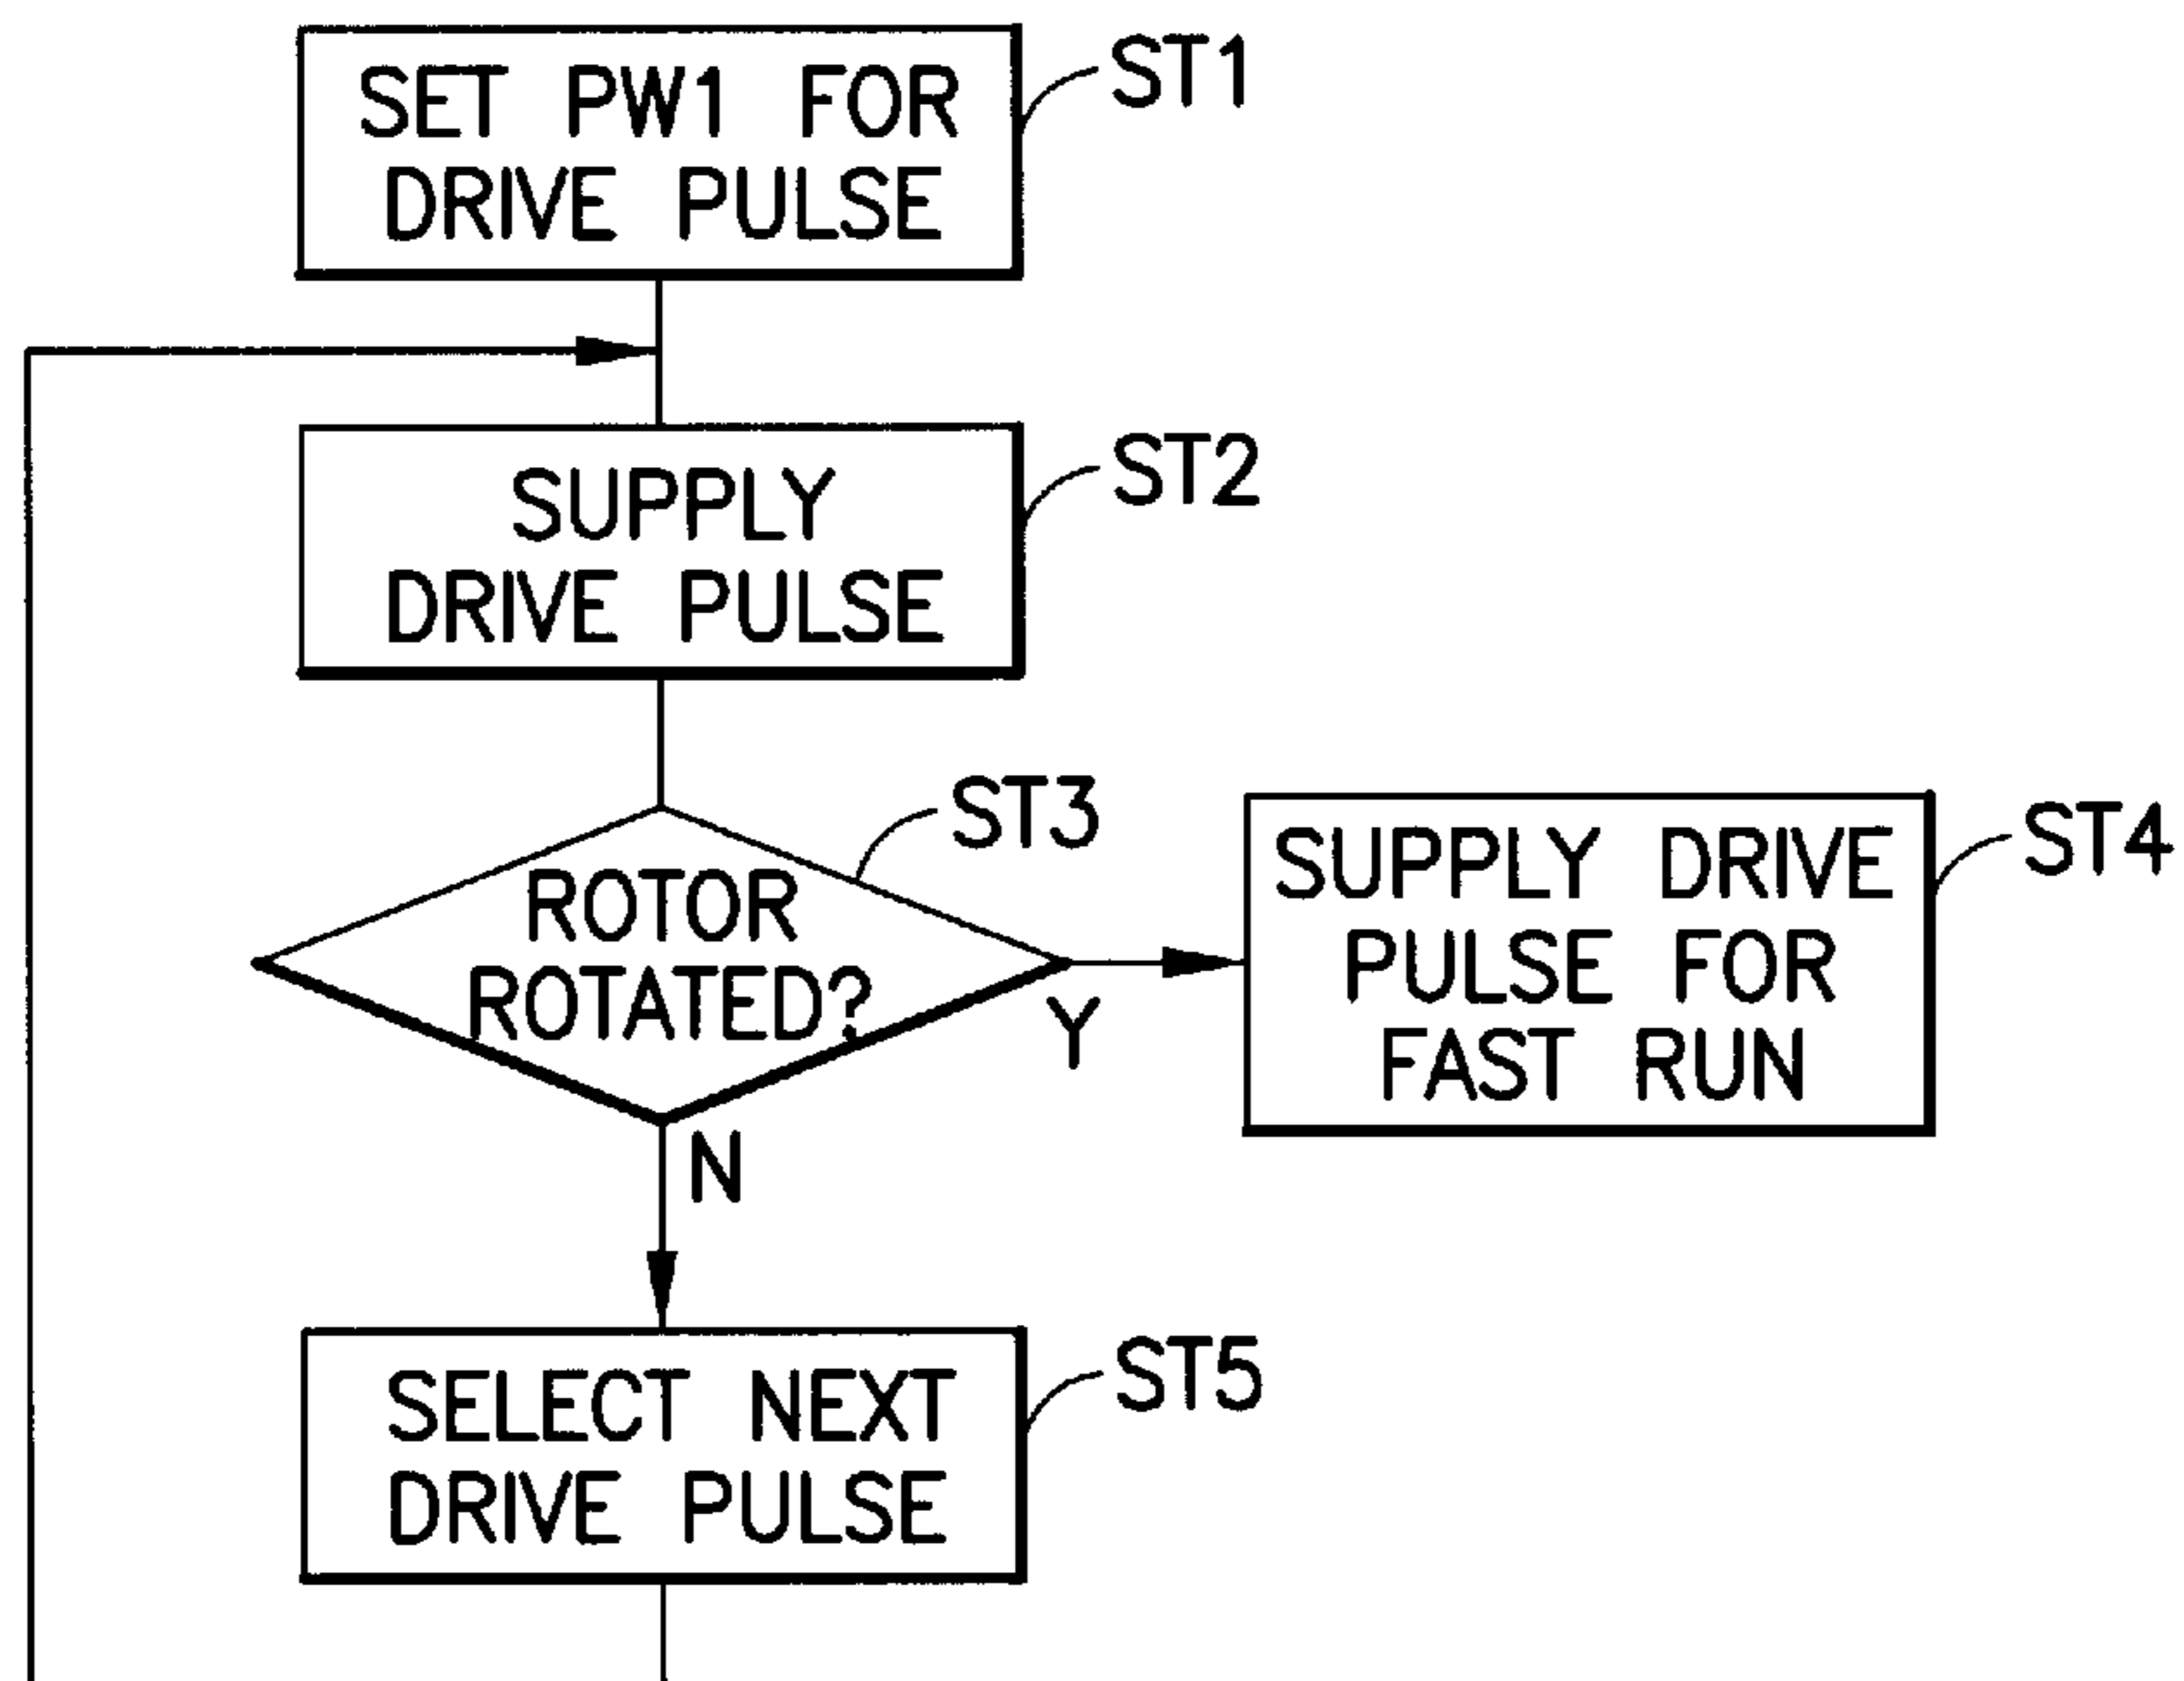 SET PW1 FOR
DRIVE PULSE
ST1
SUPPLY
DRIVE PULSE
ST2
ROTOR
ROTATED?
ST3
Y
N
SUPPLY DRIVE
PULSE FOR
FAST RUN
ST4
SELECT NEXT
DRIVE PULSE
ST5